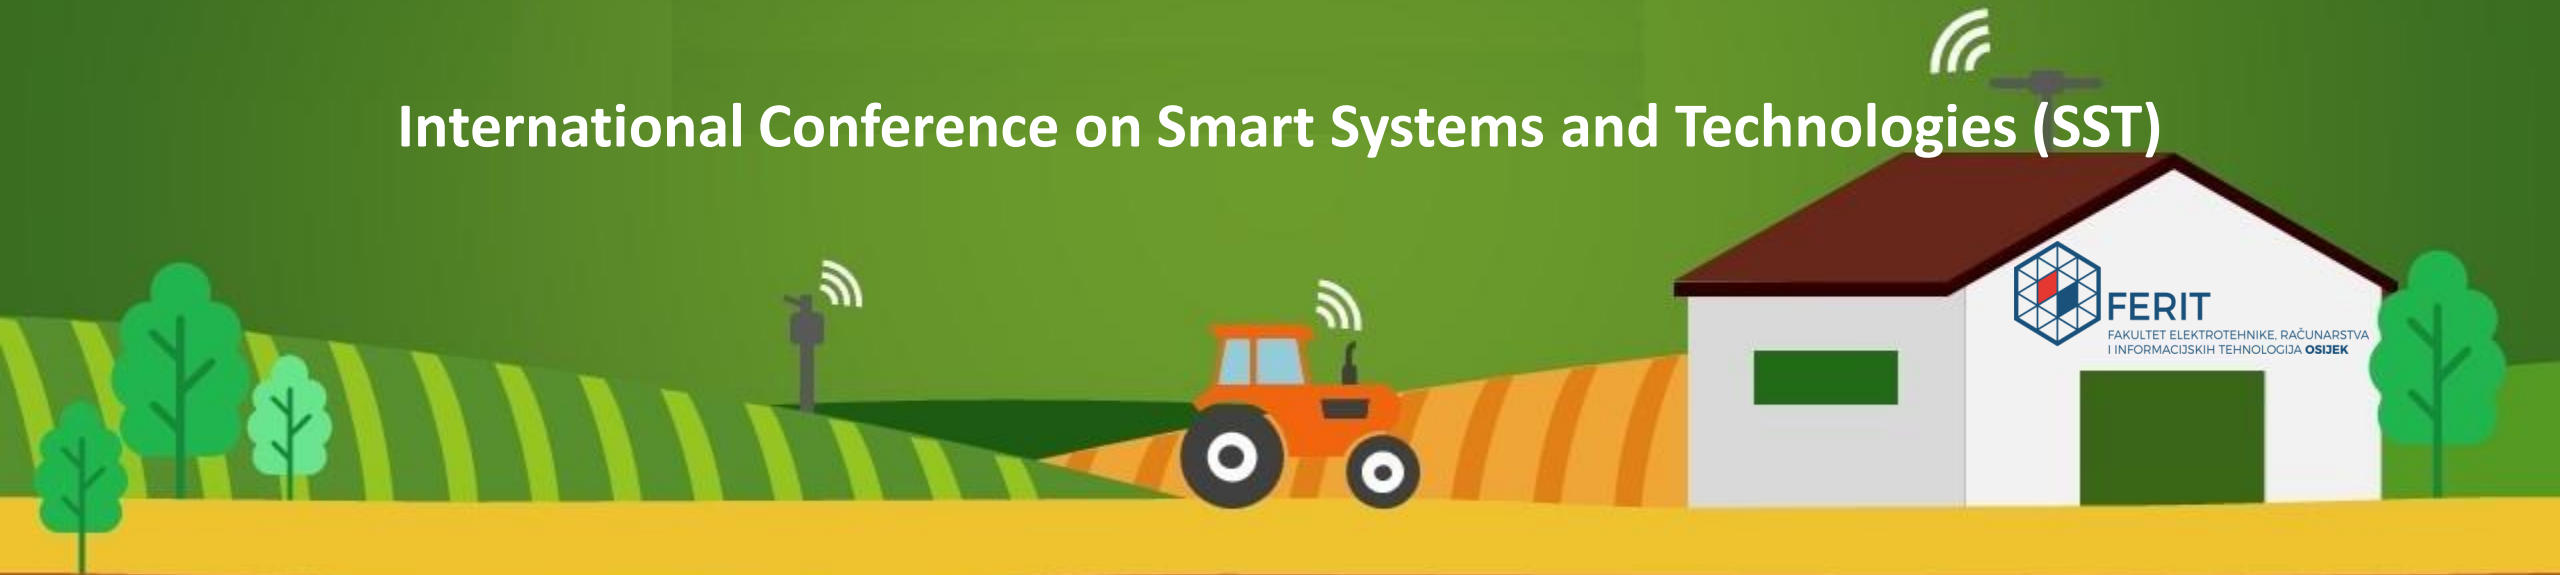 International Conference on Smart Systems and Technologies (SST)
FERIT
FAKULTET ELEKTROTEHNIKE, RAČUNARSTVA
I INFORMACIJSKIH TEHNOLOGIJA OSIJEK